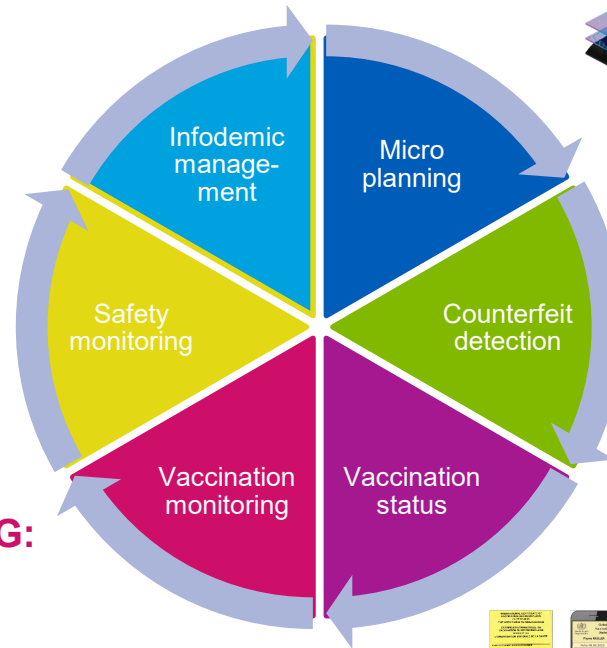 Infodemic
manage-
ment
Micro
planning
Safety
monitoring
Counterfeit
detection
Vaccination
monitoring
Vaccination
status
G: